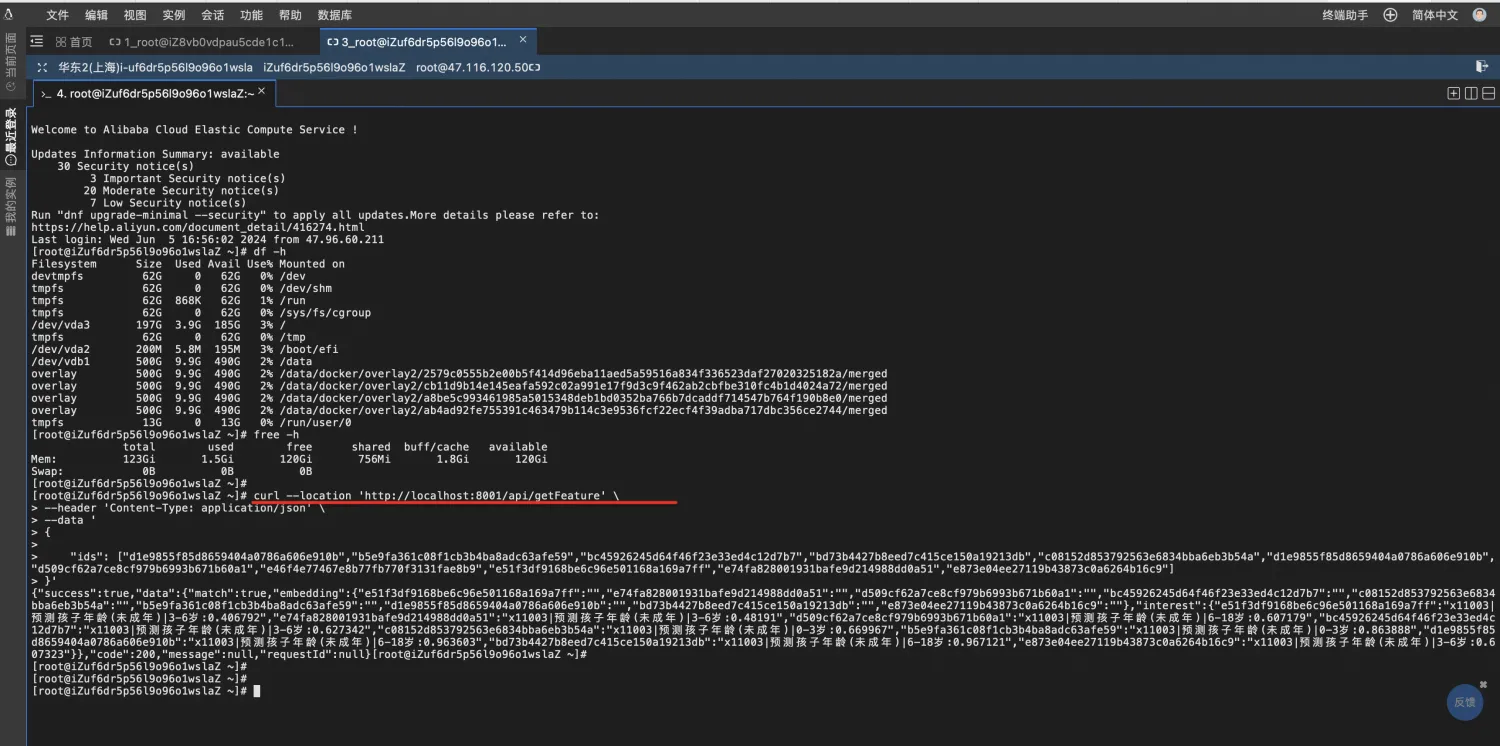 文件 编辑 视图 实例 会话 功能 帮助 数据库 终端助手 简体中文
首页 1_root@iZ8vb0vdpau5cde1c1... 3_root@iZuf6dr5p56l9o96o1...
当前页面
最近登录
我的实例
华东2(上海)i-uf6dr5p56l9o96o1wsla iZuf6dr5p56l9o96o1wslaZ root@47.116.120.50
>_ 4. root@iZuf6dr5p56l9o96o1wslaZ:~
Welcome to Alibaba Cloud Elastic Compute Service !
Updates Information Summary: available
30 Security notice(s)
3 Important Security notice(s)
20 Moderate Security notice(s)
7 Low Security notice(s)
Run "dnf upgrade-minimal --security" to apply all updates.More details please refer to:
https://help.aliyun.com/document_detail/416274.html
Last login: Wed Jun  5 16:56:02 2024 from 47.96.60.211
[root@iZuf6dr5p56l9o96o1wslaZ ~]# df -h
Filesystem      Size  Used Avail Use% Mounted on
devtmpfs         62G     0   62G   0% /dev
tmpfs            62G     0   62G   0% /dev/shm
tmpfs            62G  868K   62G   1% /run
tmpfs            62G     0   62G   0% /sys/fs/cgroup
/dev/vda3       197G  3.9G  185G   3% /
tmpfs            62G     0   62G   0% /tmp
/dev/vda2       200M  5.8M  195M   3% /boot/efi
/dev/vdb1       500G  9.9G  490G   2% /data
overlay         500G  9.9G  490G   2% /data/docker/overlay2/2579c0555b2e00b5f414d96eba11aed5a59516a834f336523daf27020325182a/merged
overlay         500G  9.9G  490G   2% /data/docker/overlay2/cb11d9b14e145eafa592c02a991e17f9d3c9f462ab2cbfbe310fc4b1d4024a72/merged
overlay         500G  9.9G  490G   2% /data/docker/overlay2/a8be5c993461985a5015348deb1bd0352ba766b7dcaddf714547b764f190b8e0/merged
overlay         500G  9.9G  490G   2% /data/docker/overlay2/ab4ad92fe755391c463479b114c3e9536fcf22ecf4f39adba717dbc356ce2744/merged
tmpfs            13G     0   13G   0% /run/user/0
[root@iZuf6dr5p56l9o96o1wslaZ ~]# free -h
total        used        free      shared  buff/cache   available
Mem:          123Gi       1.5Gi       120Gi       756Mi       1.8Gi       120Gi
Swap:            0B          0B          0B
[root@iZuf6dr5p56l9o96o1wslaZ ~]#
[root@iZuf6dr5p56l9o96o1wslaZ ~]# curl --location 'http://localhost:8001/api/getFeature' \
> --header 'Content-Type: application/json' \
> --data '
> {
>
>     "ids": ["d1e9855f85d8659404a0786a606e910b","b5e9fa361c08f1cb3b4ba8adc63afe59","bc45926245d64f46f23e33ed4c12d7b7","bd73b4427b8eed7c415ce150a19213db","c08152d853792563e6834bba6eb3b54a","d1e9855f85d8659404a0786a606e910b",
"d509cf62a7ce8cf979b6993b671b60a1","e46f4e77467e8b77fb770f3131fae8b9","e51f3df9168be6c96e501168a169a7ff","e74fa828001931bafe9d214988dd0a51","e873e04ee27119b43873c0a6264b16c9"]
> }'
{"success":true,"data":{"match":true,"embedding":{"e51f3df9168be6c96e501168a169a7ff":"","e74fa828001931bafe9d214988dd0a51":"","d509cf62a7ce8cf979b6993b671b60a1":"","bc45926245d64f46f23e33ed4c12d7b7":"","c08152d853792563e6834
bba6eb3b54a":"","b5e9fa361c08f1cb3b4ba8adc63afe59":"","d1e9855f85d8659404a0786a606e910b":"","bd73b4427b8eed7c415ce150a19213db":"","e873e04ee27119b43873c0a6264b16c9":""},"interest":{"e51f3df9168be6c96e501168a169a7ff":"x11003|
预测孩子年龄(未成年)|3-6岁:0.406792","e74fa828001931bafe9d214988dd0a51":"x11003|预测孩子年龄(未成年)|3-6岁:0.48191","d509cf62a7ce8cf979b6993b671b60a1":"x11003|预测孩子年龄(未成年)|6-18岁:0.607179","bc45926245d64f46f23e33ed4c
12d7b7":"x11003|预测孩子年龄(未成年)|3-6岁:0.627342","c08152d853792563e6834bba6eb3b54a":"x11003|预测孩子年龄(未成年)|0-3岁:0.669967","b5e9fa361c08f1cb3b4ba8adc63afe59":"x11003|预测孩子年龄(未成年)|0-3岁:0.863888","d1e9855f85
d8659404a0786a606e910b":"x11003|预测孩子年龄(未成年)|6-18岁:0.963603","bd73b4427b8eed7c415ce150a19213db":"x11003|预测孩子年龄(未成年)|6-18岁:0.967121","e873e04ee27119b43873c0a6264b16c9":"x11003|预测孩子年龄(未成年)|3-6岁:0.6
07323"}},"code":200,"message":null,"requestId":null}[root@iZuf6dr5p56l9o96o1wslaZ ~]#
[root@iZuf6dr5p56l9o96o1wslaZ ~]#
[root@iZuf6dr5p56l9o96o1wslaZ ~]#
反馈